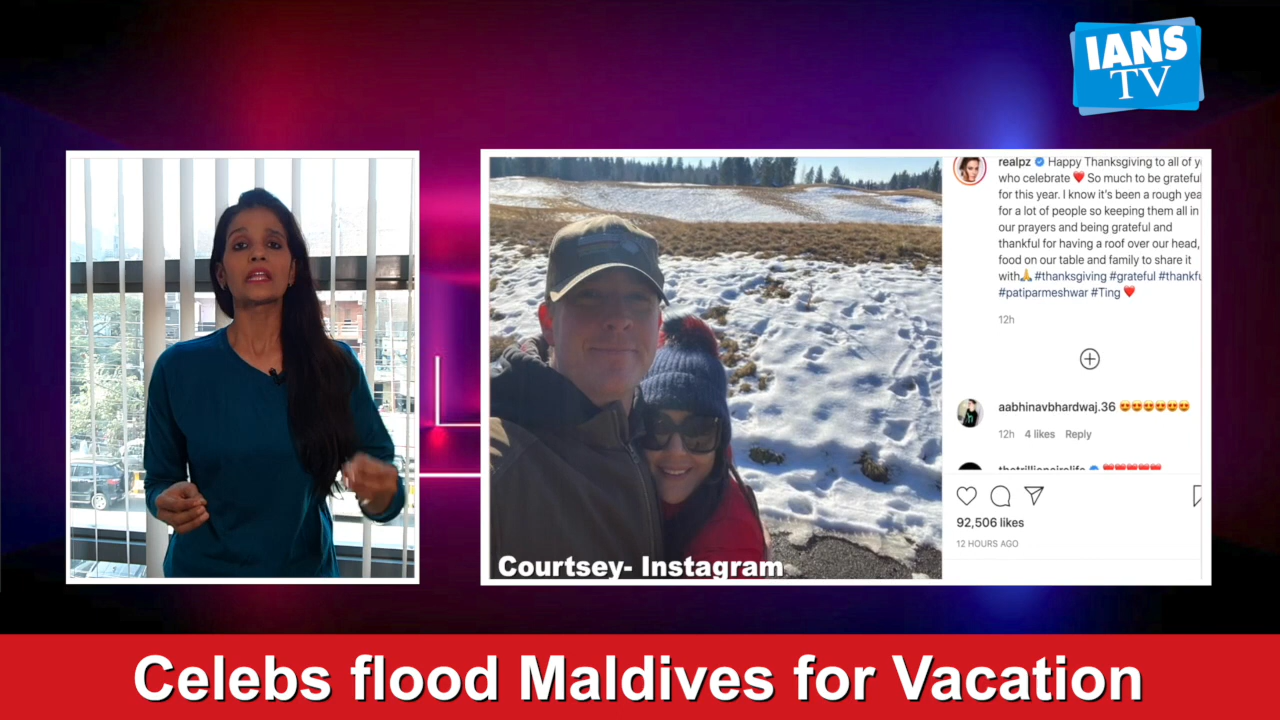 IANS
TV
realpz Happy Thanksgiving to all of y
who celebrate ❤️ So much to be grateful
for this year. I know it's been a rough yea
for a lot of people so keeping them all in
our prayers and being grateful and
thankful for having a roof over our head,
food on our table and family to share it
with🙏 #thanksgiving #grateful #thankfu
#patiparmeshwar #Ting ❤️
12h
aabhinavbhardwaj.36 😍😍😍😍😍😍
12h 4 likes Reply
thetrillionairelife ❤️❤️❤️❤️❤️
92,506 likes
12 HOURS AGO
Courtsey- Instagram
Celebs flood Maldives for Vacation